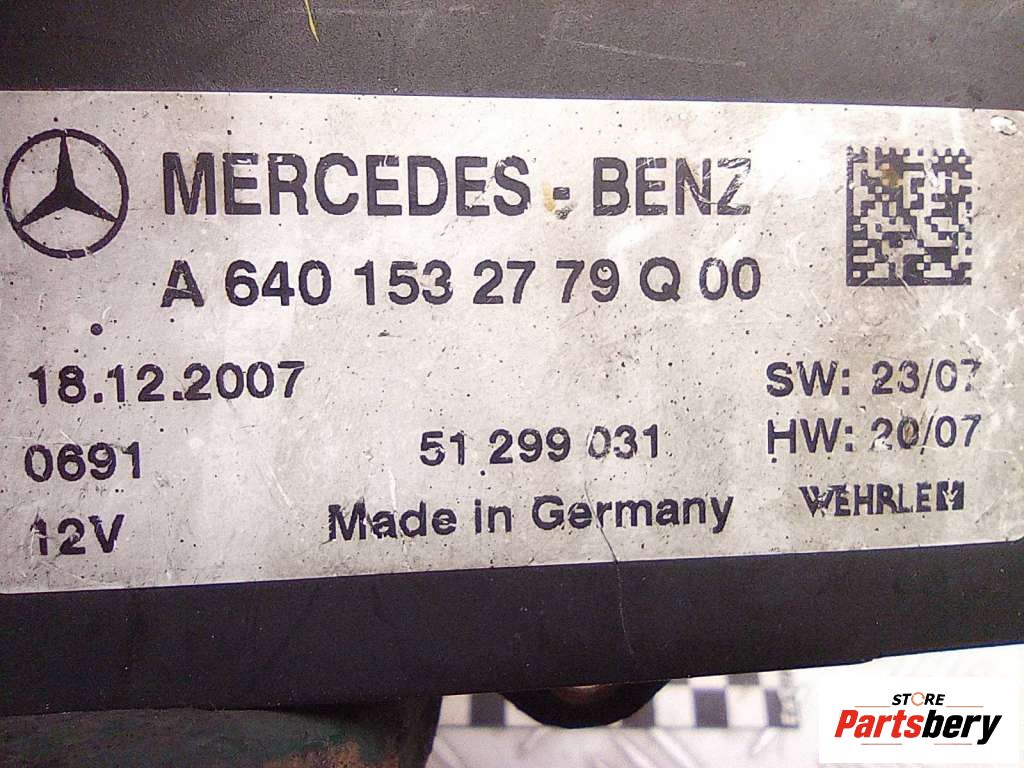 MERCEDES-BENZ
A 640 153 27 79 Q 00
18.12.2007
SW: 23/07
0691
51 299 031
HW: 20/07
12V
Made in Germany
WEHRLE
STORE
Partsbery